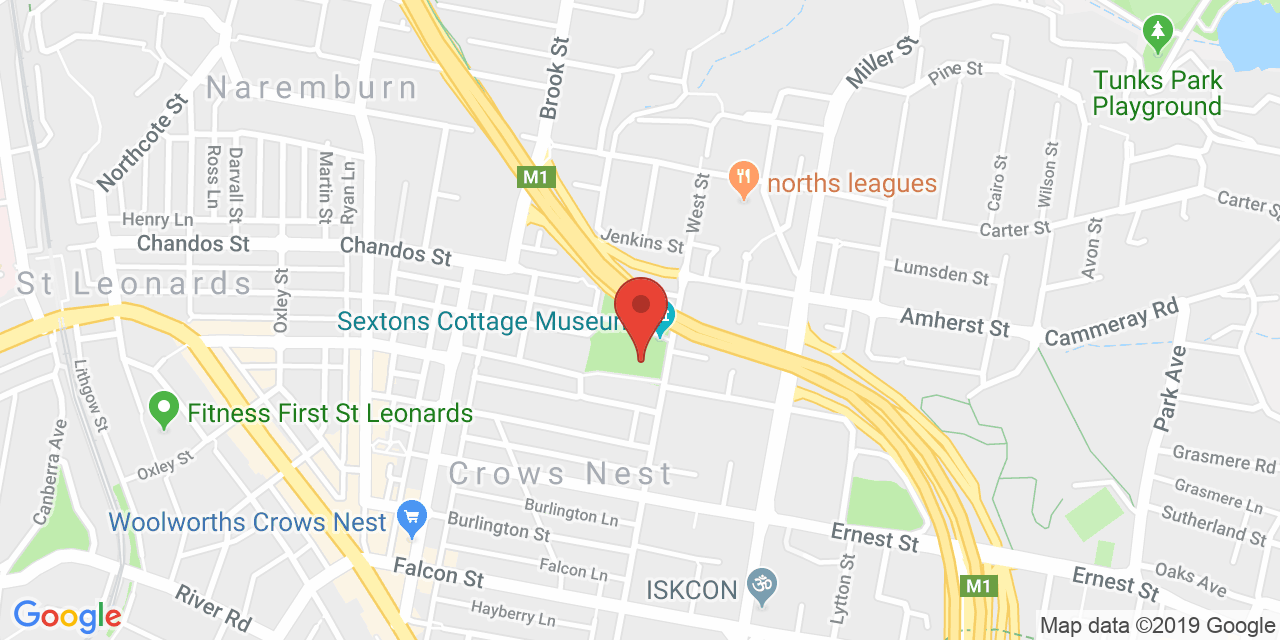 Tunks Park
Playground
Miller St
Pine St
Brook St
Naremburn
Northcote St
Ross Ln
Darvall St
Martin St
Ryan Ln
M1
norths leagues
West St
Cairo St
Wilson St
Carter St
Carter St
Avon St
Henry Ln
Chandos St
Chandos St
Jenkins St
Lumsden St
St Leonards
Oxley St
Sextons Cottage Museum
Amherst St
Cammeray Rd
Park Ave
Lithgow St
Canberra Ave
Fitness First St Leonards
Oxley St
Crows Nest
Grasmere Rd
Grasmere Ln
Sutherland St
Woolworths Crows Nest
Burlington Ln
Burlington St
Ernest St
Falcon St
Falcon Ln
Hayberry Ln
ISKCON
ॐ
Lytton St
M1
Ernest St
Oaks Ave
River Rd
Google
Map data ©2019 Google